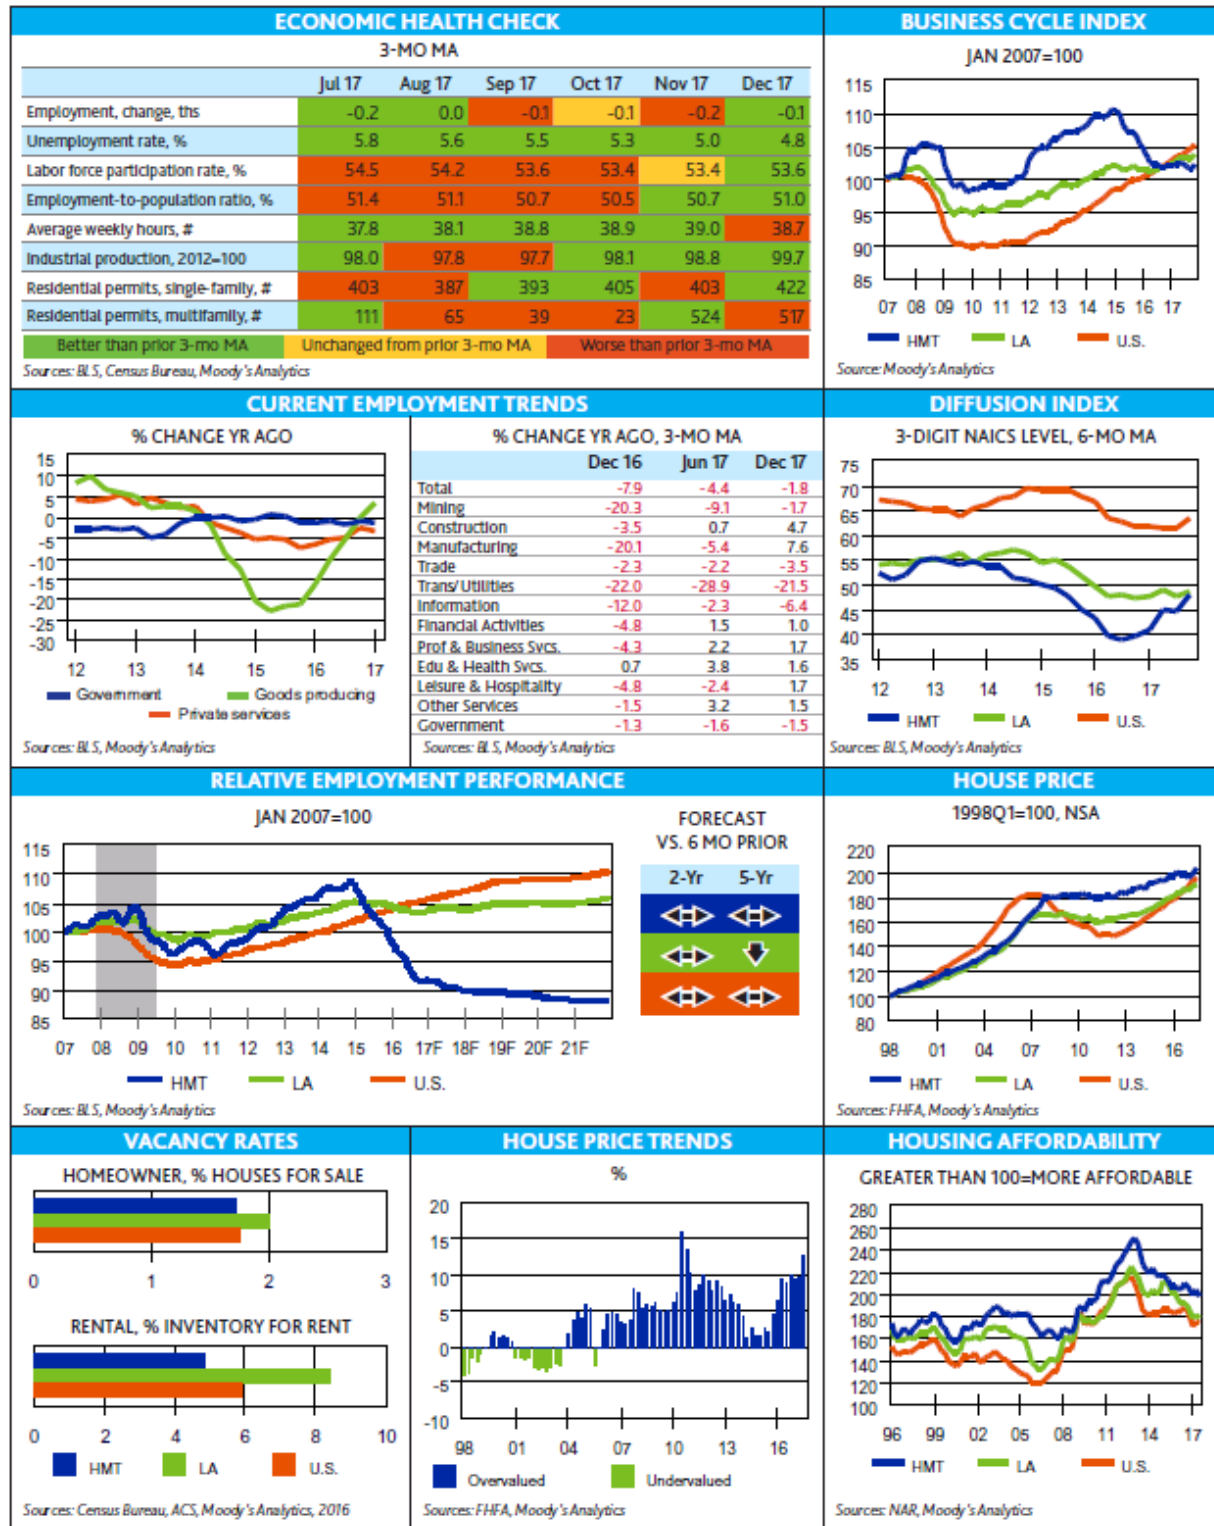 ECONOMIC HEALTH CHECK
3-MO MA
Jul 17 Aug 17 Sep 17 Oct 17 Nov 17 Dec 17
Employment, change, ths -0.2 0.0 -0.1 -0.1 -0.2 -0.1
Unemployment rate, % 5.8 5.6 5.5 5.3 5.0 4.8
Labor force participation rate, % 54.5 54.2 53.6 53.4 53.4 53.6
Employment-to-population ratio, % 51.4 51.1 50.7 50.5 50.7 51.0
Average weekly hours, # 37.8 38.1 38.8 38.9 39.0 38.7
Industrial production, 2012=100 98.0 97.8 97.7 98.1 98.8 99.7
Residential permits, single-family, # 403 387 393 405 403 422
Residential permits, multifamily, # 111 65 39 23 524 517
Better than prior 3-mo MA Unchanged from prior 3-mo MA Worse than prior 3-mo MA
Sources: BLS, Census Bureau, Moody's Analytics
BUSINESS CYCLE INDEX
JAN 2007=100
115
110
105
100
95
90
85
07 08 09 10 11 12 13 14 15 16 17
HMT LA U.S.
Source: Moody's Analytics
CURRENT EMPLOYMENT TRENDS
% CHANGE YR AGO
15
10
5
0
-5
-10
-15
-20
-25
-30
12 13 14 15 16 17
Government Goods producing
Private services
Sources: BLS, Moody's Analytics
% CHANGE YR AGO, 3-MO MA
Dec 16 Jun 17 Dec 17
Total -7.9 -4.4 -1.8
Mining -20.3 -9.1 -1.7
Construction -3.5 0.7 4.7
Manufacturing -20.1 -5.4 7.6
Trade -2.3 -2.2 -3.5
Trans/Utilities -22.0 -28.9 -21.5
Information -12.0 -2.3 -6.4
Financial Activities -4.8 1.5 1.0
Prof & Business Svcs. -4.3 2.2 1.7
Edu & Health Svcs. 0.7 3.8 1.6
Leisure & Hospitality -4.8 -2.4 1.7
Other Services -1.5 3.2 1.5
Government -1.3 -1.6 -1.5
Sources: BLS, Moody's Analytics
DIFFUSION INDEX
3-DIGIT NAICS LEVEL, 6-MO MA
75
70
65
60
55
50
45
40
35
12 13 14 15 16 17
HMT LA U.S.
Sources: BLS, Moody's Analytics
RELATIVE EMPLOYMENT PERFORMANCE
JAN 2007=100
115
110
105
100
95
90
85
07 08 09 10 11 12 13 14 15 16 17F 18F 19F 20F 21F
HMT LA U.S.
Sources: BLS, Moody's Analytics
FORECAST
VS. 6 MO PRIOR
2-Yr 5-Yr
HOUSE PRICE
1998Q1=100, NSA
220
200
180
160
140
120
100
80
98 01 04 07 10 13 16
HMT LA U.S.
Sources: FHFA, Moody's Analytics
VACANCY RATES
HOMEOWNER, % HOUSES FOR SALE
0 1 2 3
RENTAL, % INVENTORY FOR RENT
0 2 4 6 8 10
HMT LA U.S.
Sources: Census Bureau, ACS, Moody's Analytics, 2016
HOUSE PRICE TRENDS
%
20
15
10
5
0
-5
-10
98 01 04 07 10 13 16
Overvalued Undervalued
Sources: FHFA, Moody's Analytics
HOUSING AFFORDABILITY
GREATER THAN 100=MORE AFFORDABLE
280
260
240
220
200
180
160
140
120
100
96 99 02 05 08 11 14 17
HMT LA U.S.
Sources: NAR, Moody's Analytics